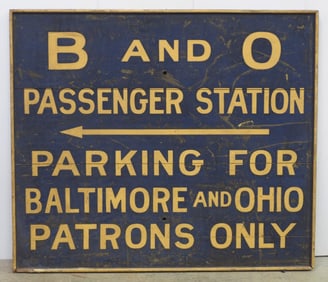 B AND O
PASSENGER STATION
PARKING FOR
BALTIMORE AND OHIO
PATRONS ONLY